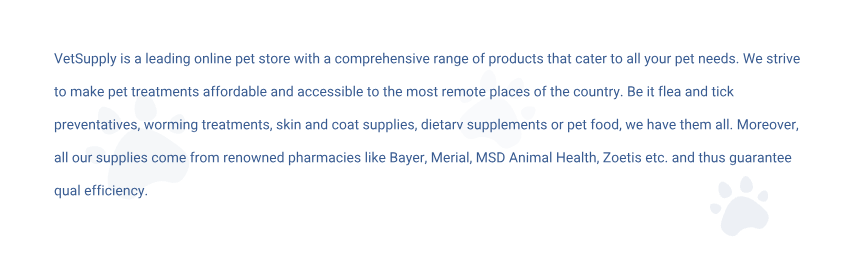 VetSupply is a leading online pet store with a comprehensive range of products that cater to all your pet needs. We strive
to make pet treatments affordable and accessible to the most remote places of the country. Be it flea and tick
preventatives, worming treatments, skin and coat supplies, dietarv supplements or pet food, we have them all. Moreover,
all our supplies come from renowned pharmacies like Bayer, Merial, MSD Animal Health, Zoetis etc. and thus guarantee
qual efficiency.